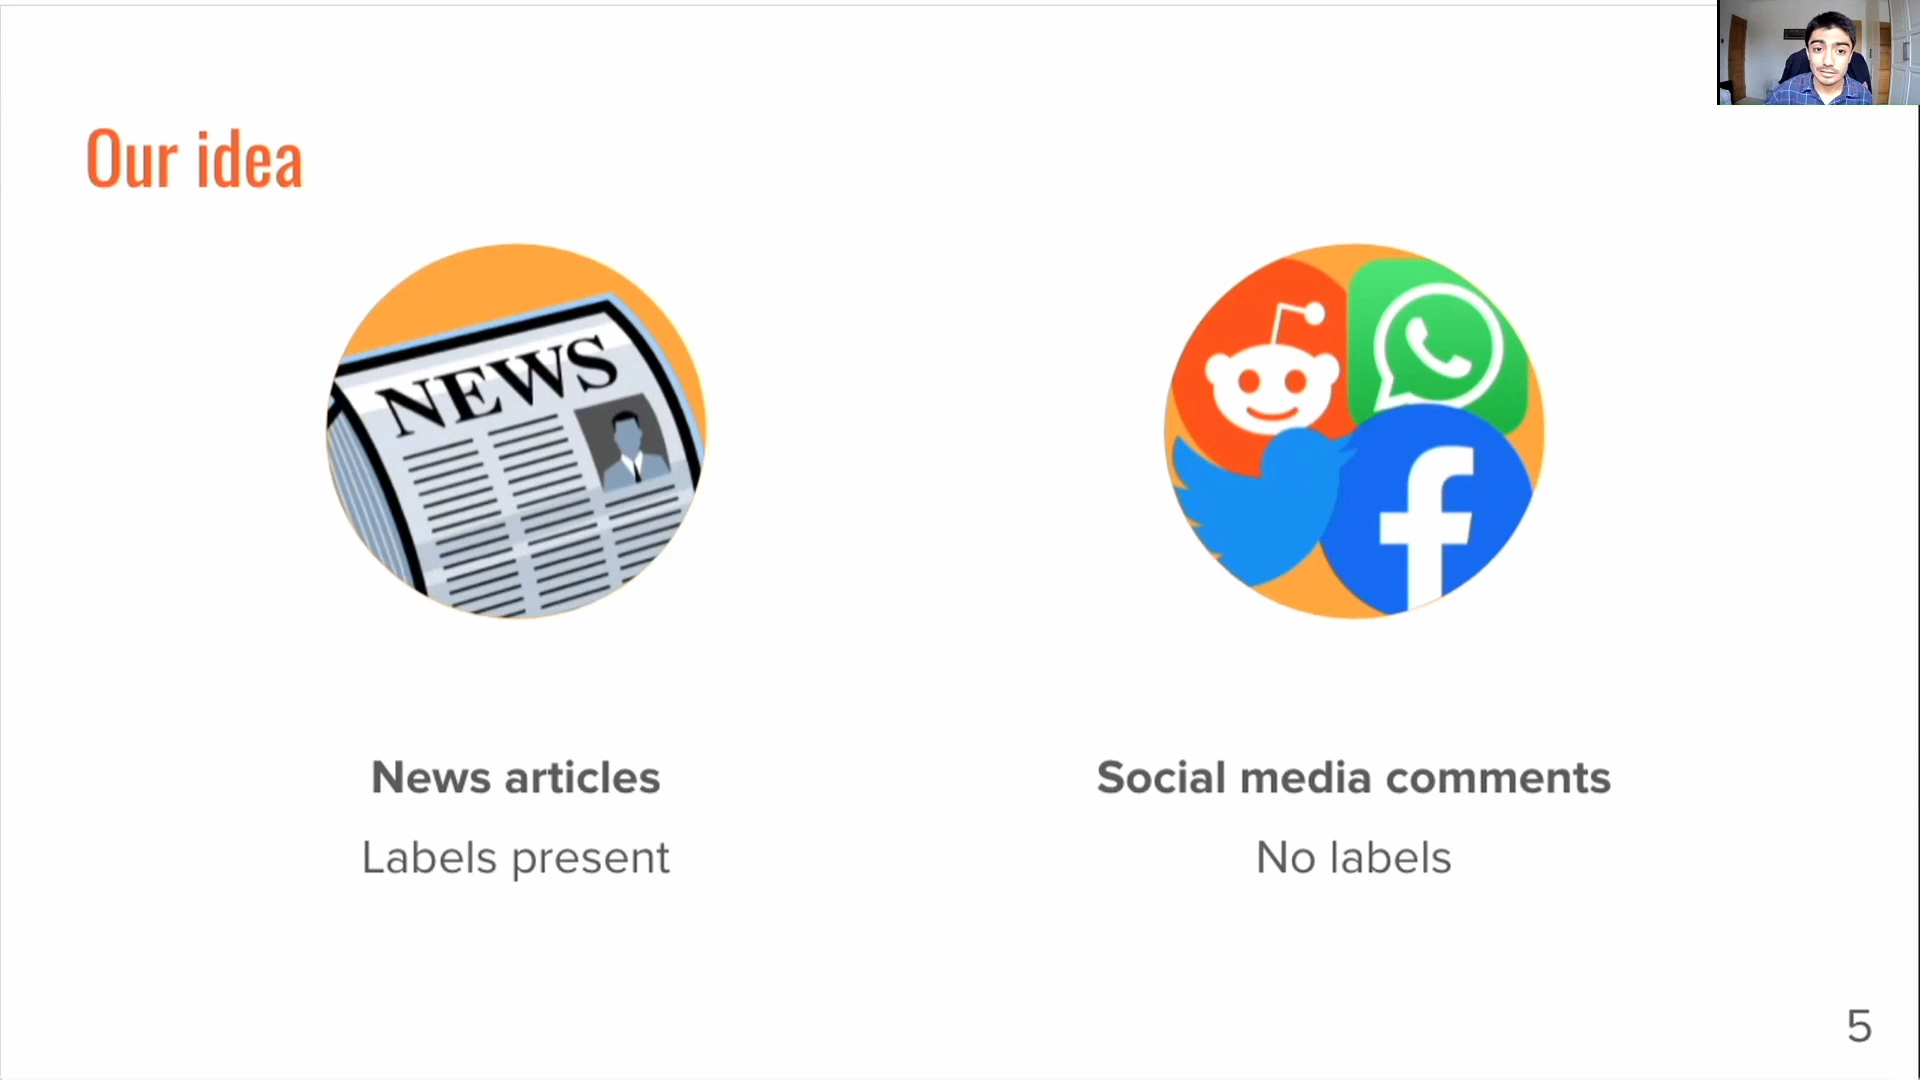 Our idea
NEWS
News articles
Labels present
Social media comments
No labels
5